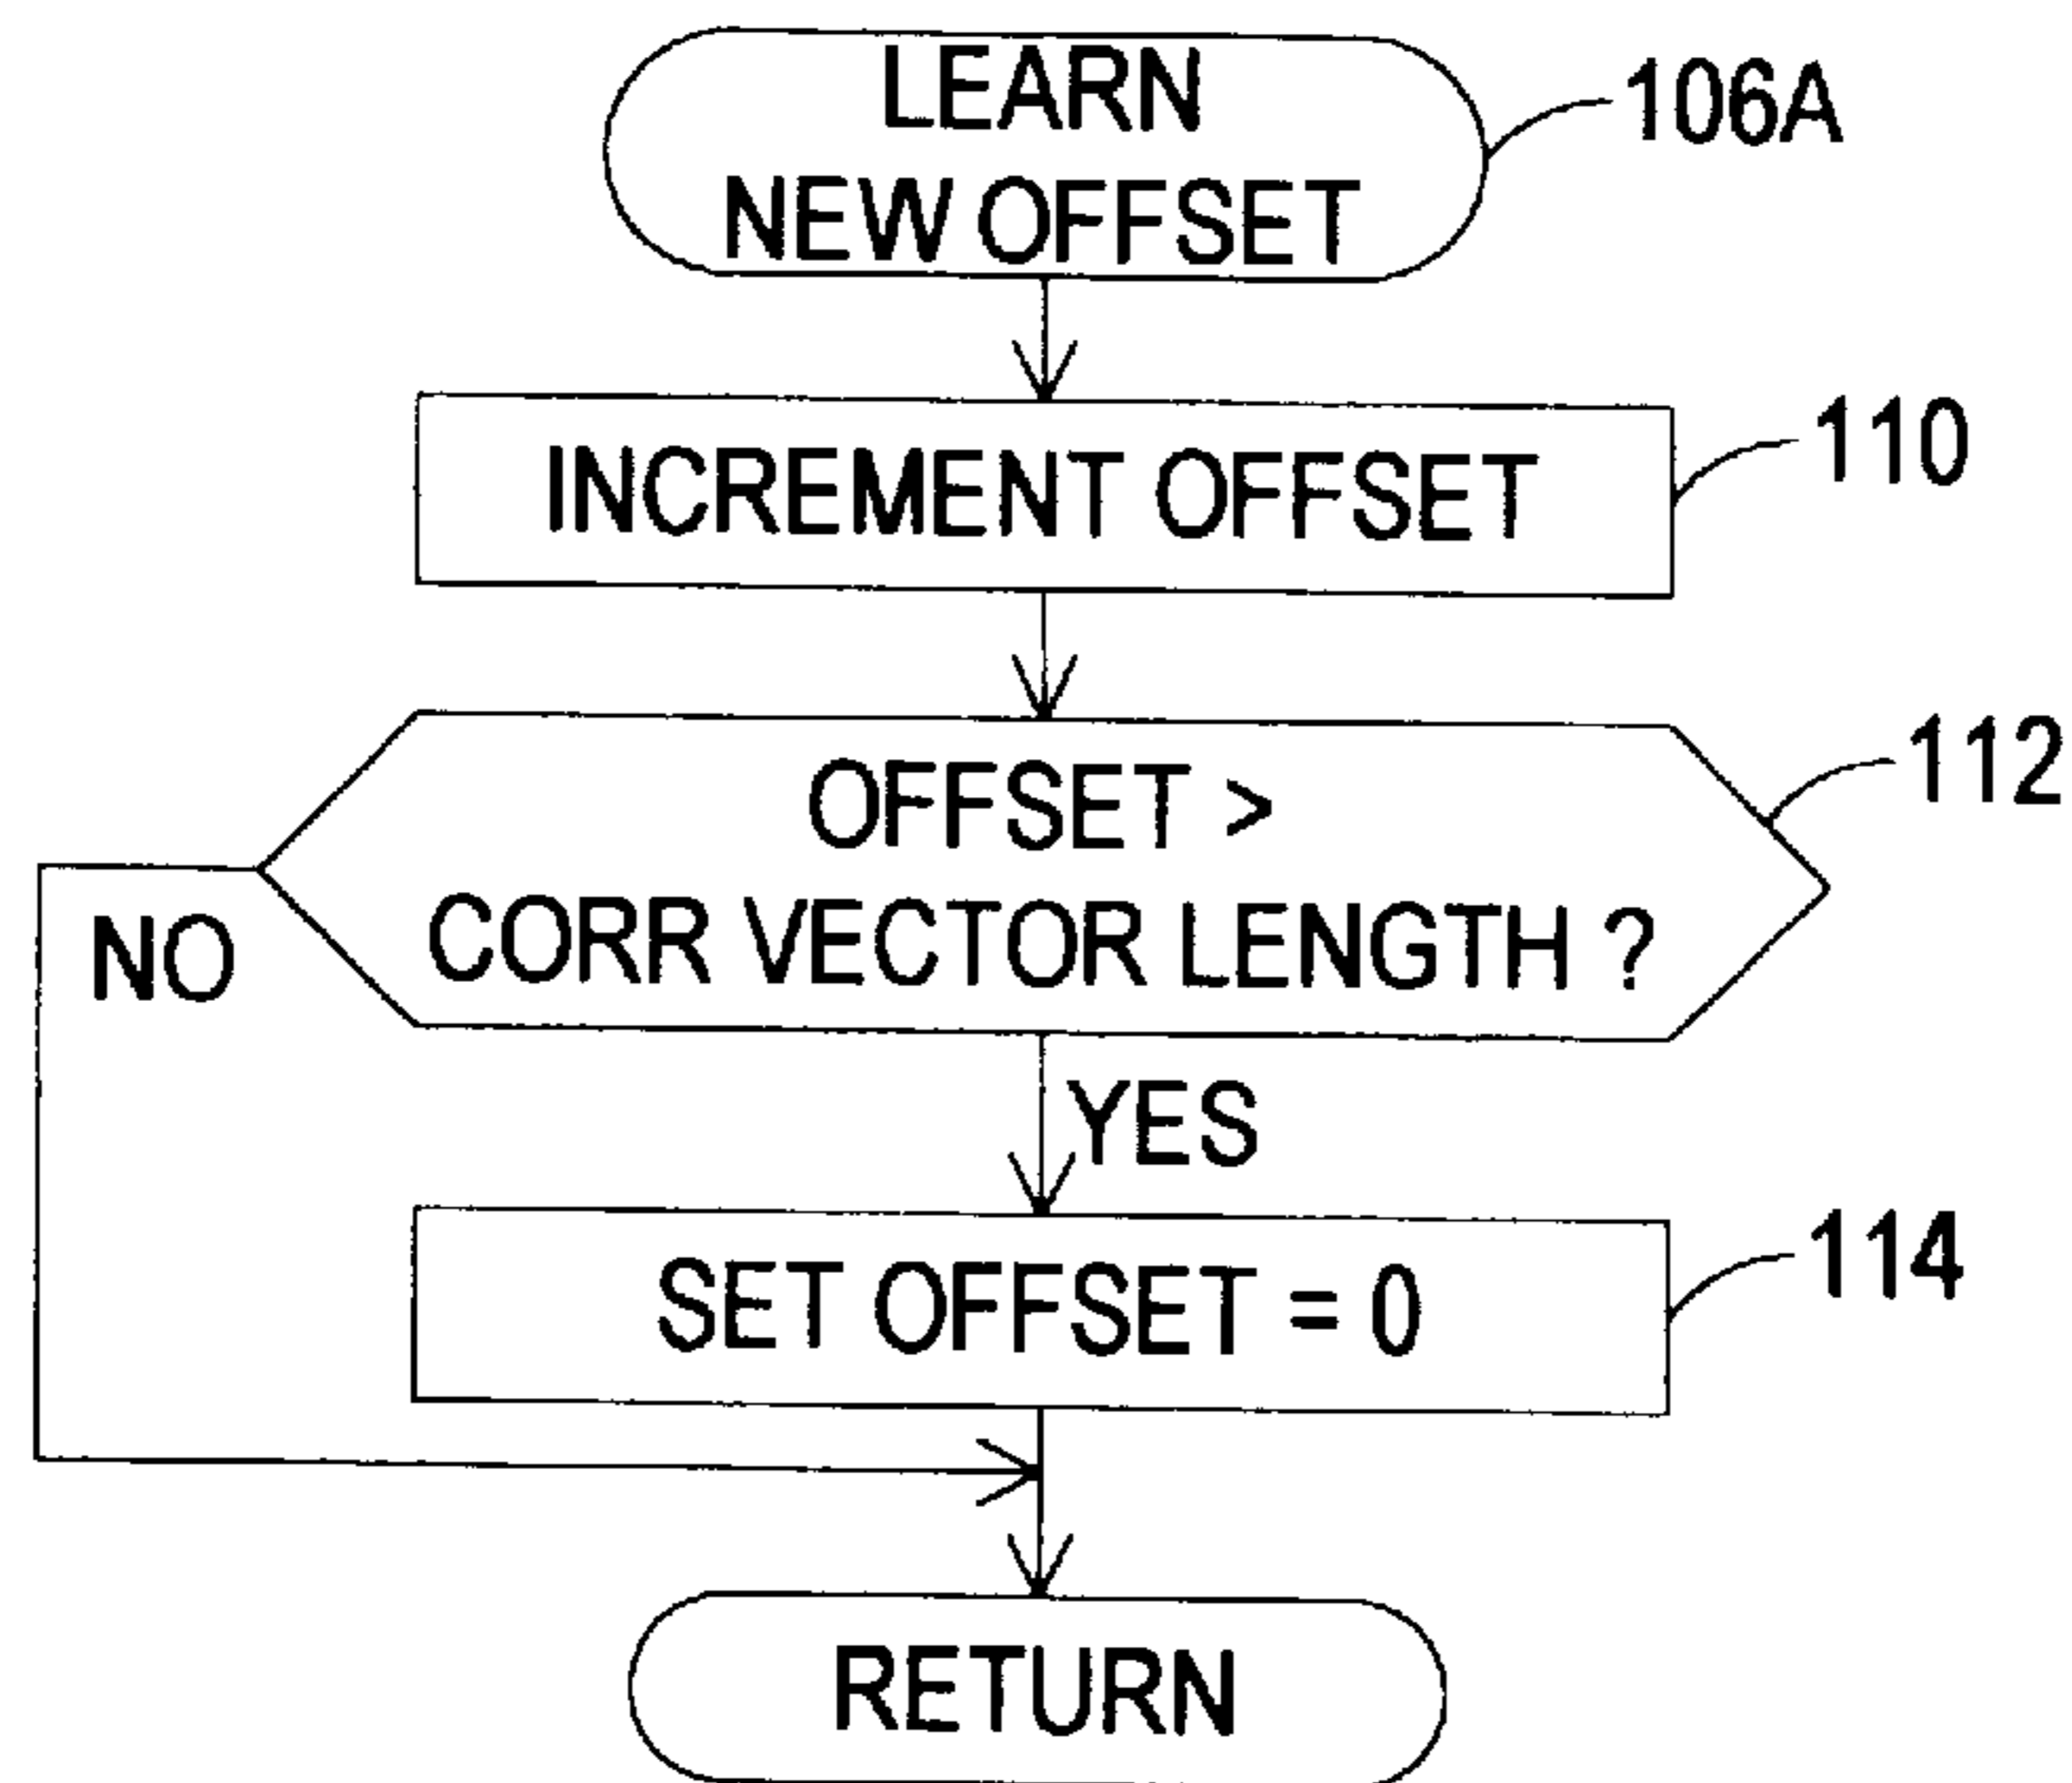 LEARN
NEW OFFSET
106A
INCREMENT OFFSET
110
OFFSET >
CORR VECTOR LENGTH ?
112
NO
YES
SET OFFSET = 0
114
RETURN